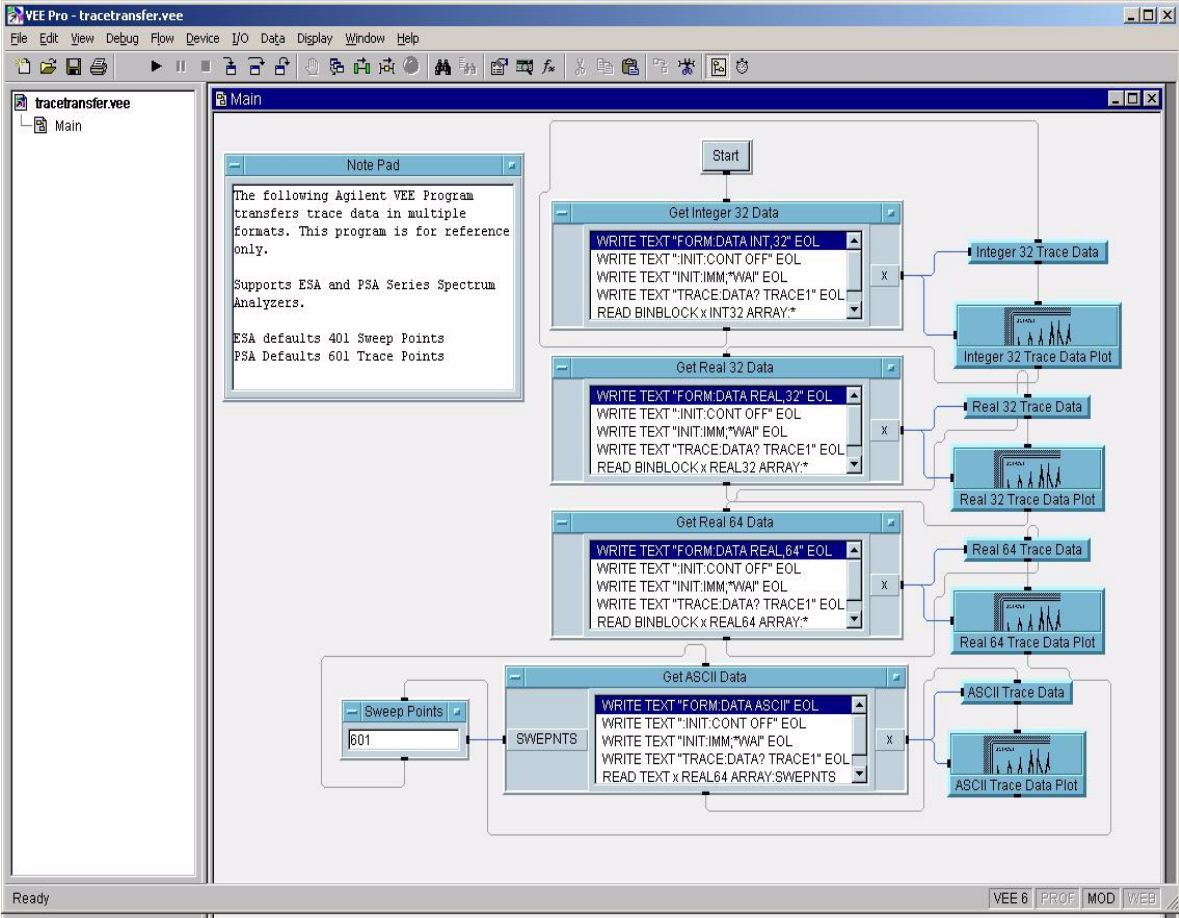 VEE Pro - tracetransfer.vee
File Edit View Debug Flow Device I/O Data Display Window Help
tracetransfer.vee
Main
Main
Start
Note Pad
The following Agilent VEE Program
transfers trace data in multiple
formats. This program is for reference
only.
Supports ESA and PSA Series Spectrum
Analyzers.
ESA defaults 401 Sweep Points
PSA Defaults 601 Trace Points
Get Integer 32 Data
WRITE TEXT "FORM:DATA INT,32" EOL
WRITE TEXT ":INIT:CONT OFF" EOL
WRITE TEXT "INIT:IMM;*WAI" EOL
WRITE TEXT "TRACE:DATA? TRACE1" EOL
READ BINBLOCK x INT32 ARRAY:*
X
Integer 32 Trace Data
Integer 32 Trace Data Plot
Get Real 32 Data
WRITE TEXT "FORM:DATA REAL,32" EOL
WRITE TEXT ":INIT:CONT OFF" EOL
WRITE TEXT "INIT:IMM;*WAI" EOL
WRITE TEXT "TRACE:DATA? TRACE1" EOL
READ BINBLOCK x REAL32 ARRAY:*
X
Real 32 Trace Data
Real 32 Trace Data Plot
Get Real 64 Data
WRITE TEXT "FORM:DATA REAL,64" EOL
WRITE TEXT ":INIT:CONT OFF" EOL
WRITE TEXT "INIT:IMM;*WAI" EOL
WRITE TEXT "TRACE:DATA? TRACE1" EOL
READ BINBLOCK x REAL64 ARRAY:*
X
Real 64 Trace Data
Real 64 Trace Data Plot
Sweep Points
601
Get ASCII Data
SWEPNTS
WRITE TEXT "FORM:DATA ASCII" EOL
WRITE TEXT ":INIT:CONT OFF" EOL
WRITE TEXT "INIT:IMM;*WAI" EOL
WRITE TEXT "TRACE:DATA? TRACE1" EOL
READ TEXT x REAL64 ARRAY:SWEPNTS
X
ASCII Trace Data
ASCII Trace Data Plot
Ready
VEE 6 PROF MOD WEB